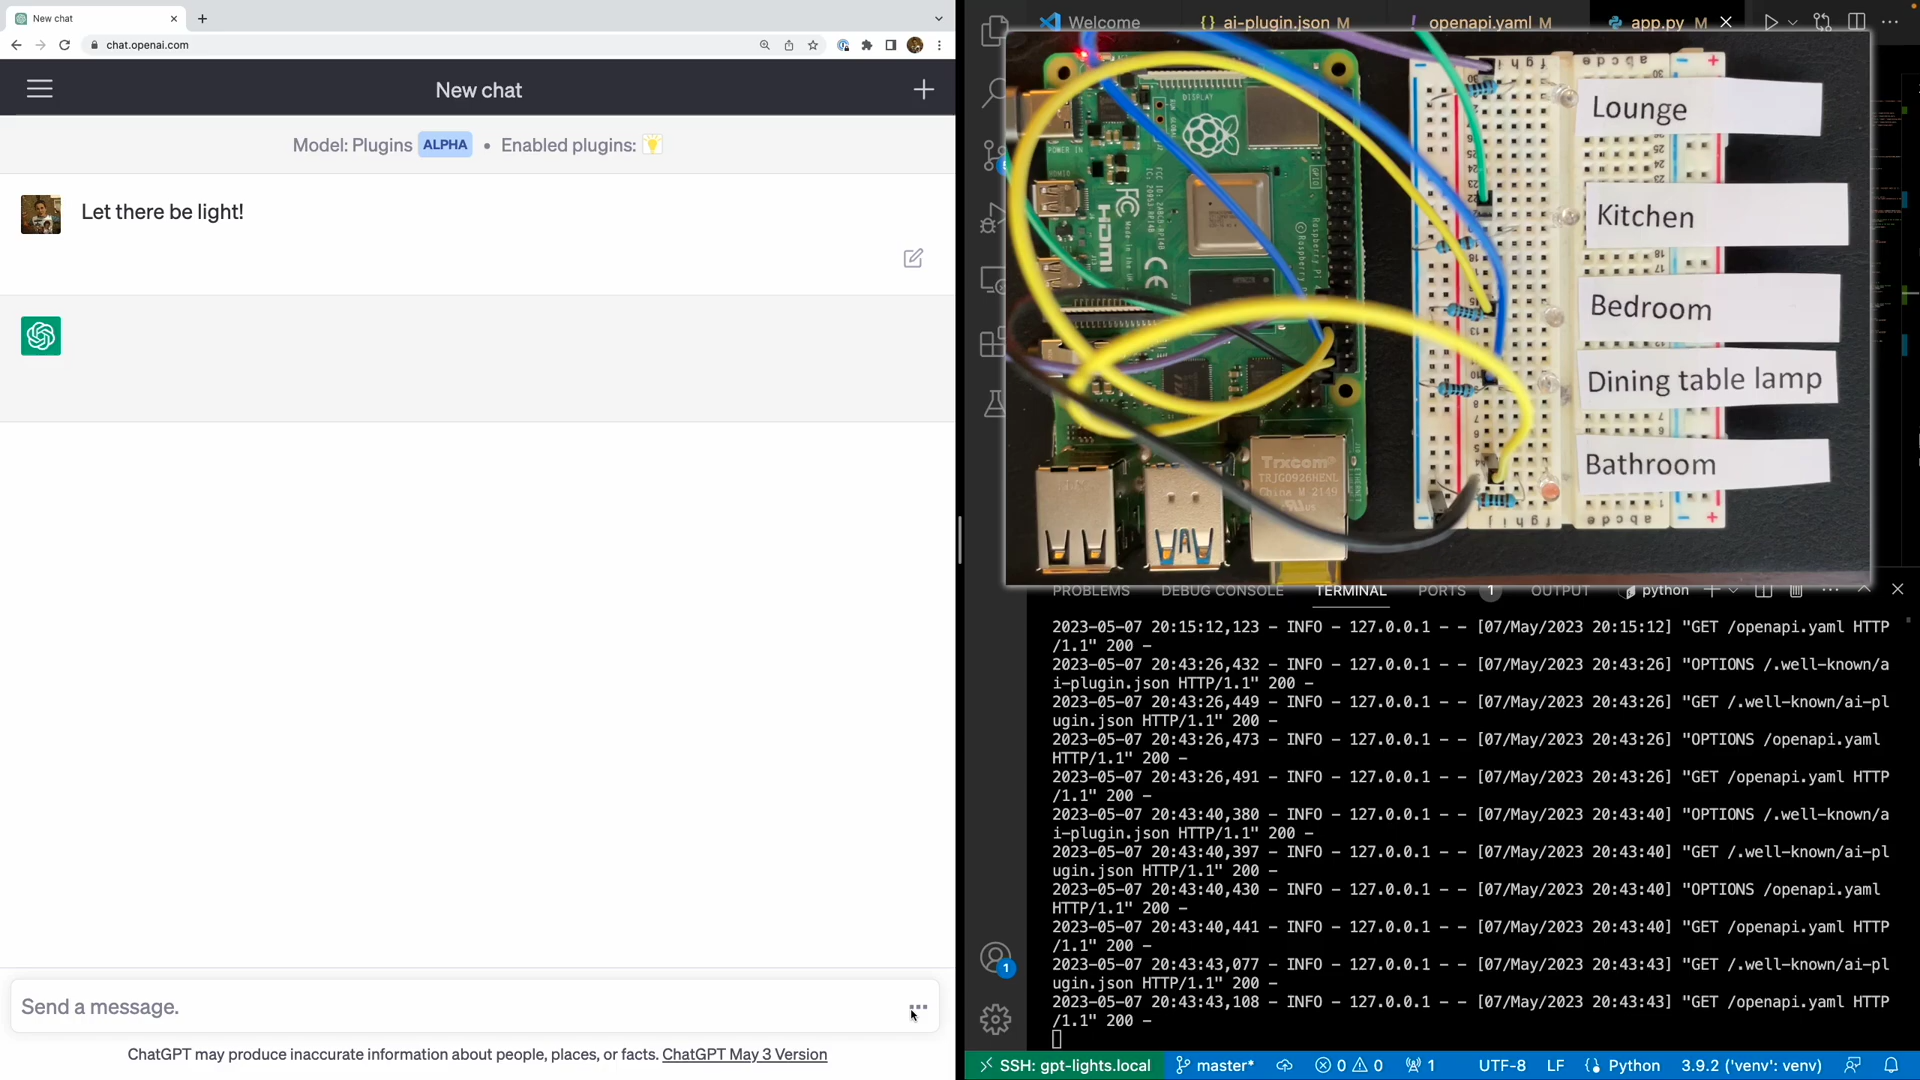 New chat
chat.openai.com
New chat
Model: Plugins ALPHA • Enabled plugins:
Let there be light!
Send a message.
ChatGPT may produce inaccurate information about people, places, or facts. ChatGPT May 3 Version
Welcome
{} ai-plugin.json M
! openapi.yaml M
app.py M
Lounge
Kitchen
Bedroom
Dining table lamp
Bathroom
DISPLAY
POWER IN
HDMI
FC
CE
GPIO
Trxcom
TRJG0926HENL
China M 2149
PROBLEMS DEBUG CONSOLE TERMINAL PORTS 1 OUTPUT python
2023-05-07 20:15:12,123 - INFO - 127.0.0.1 - - [07/May/2023 20:15:12] "GET /openapi.yaml HTTP
/1.1" 200 -
2023-05-07 20:43:26,432 - INFO - 127.0.0.1 - - [07/May/2023 20:43:26] "OPTIONS /.well-known/a
i-plugin.json HTTP/1.1" 200 -
2023-05-07 20:43:26,449 - INFO - 127.0.0.1 - - [07/May/2023 20:43:26] "GET /.well-known/ai-pl
ugin.json HTTP/1.1" 200 -
2023-05-07 20:43:26,473 - INFO - 127.0.0.1 - - [07/May/2023 20:43:26] "OPTIONS /openapi.yaml
HTTP/1.1" 200 -
2023-05-07 20:43:26,491 - INFO - 127.0.0.1 - - [07/May/2023 20:43:26] "GET /openapi.yaml HTTP
/1.1" 200 -
2023-05-07 20:43:40,380 - INFO - 127.0.0.1 - - [07/May/2023 20:43:40] "OPTIONS /.well-known/a
i-plugin.json HTTP/1.1" 200 -
2023-05-07 20:43:40,397 - INFO - 127.0.0.1 - - [07/May/2023 20:43:40] "GET /.well-known/ai-pl
ugin.json HTTP/1.1" 200 -
2023-05-07 20:43:40,430 - INFO - 127.0.0.1 - - [07/May/2023 20:43:40] "OPTIONS /openapi.yaml
HTTP/1.1" 200 -
2023-05-07 20:43:40,441 - INFO - 127.0.0.1 - - [07/May/2023 20:43:40] "GET /openapi.yaml HTTP
/1.1" 200 -
2023-05-07 20:43:43,077 - INFO - 127.0.0.1 - - [07/May/2023 20:43:43] "GET /.well-known/ai-pl
ugin.json HTTP/1.1" 200 -
2023-05-07 20:43:43,108 - INFO - 127.0.0.1 - - [07/May/2023 20:43:43] "GET /openapi.yaml HTTP
/1.1" 200 -
1
SSH: gpt-lights.local master* 0 0 1 UTF-8 LF {} Python 3.9.2 ('venv': venv)